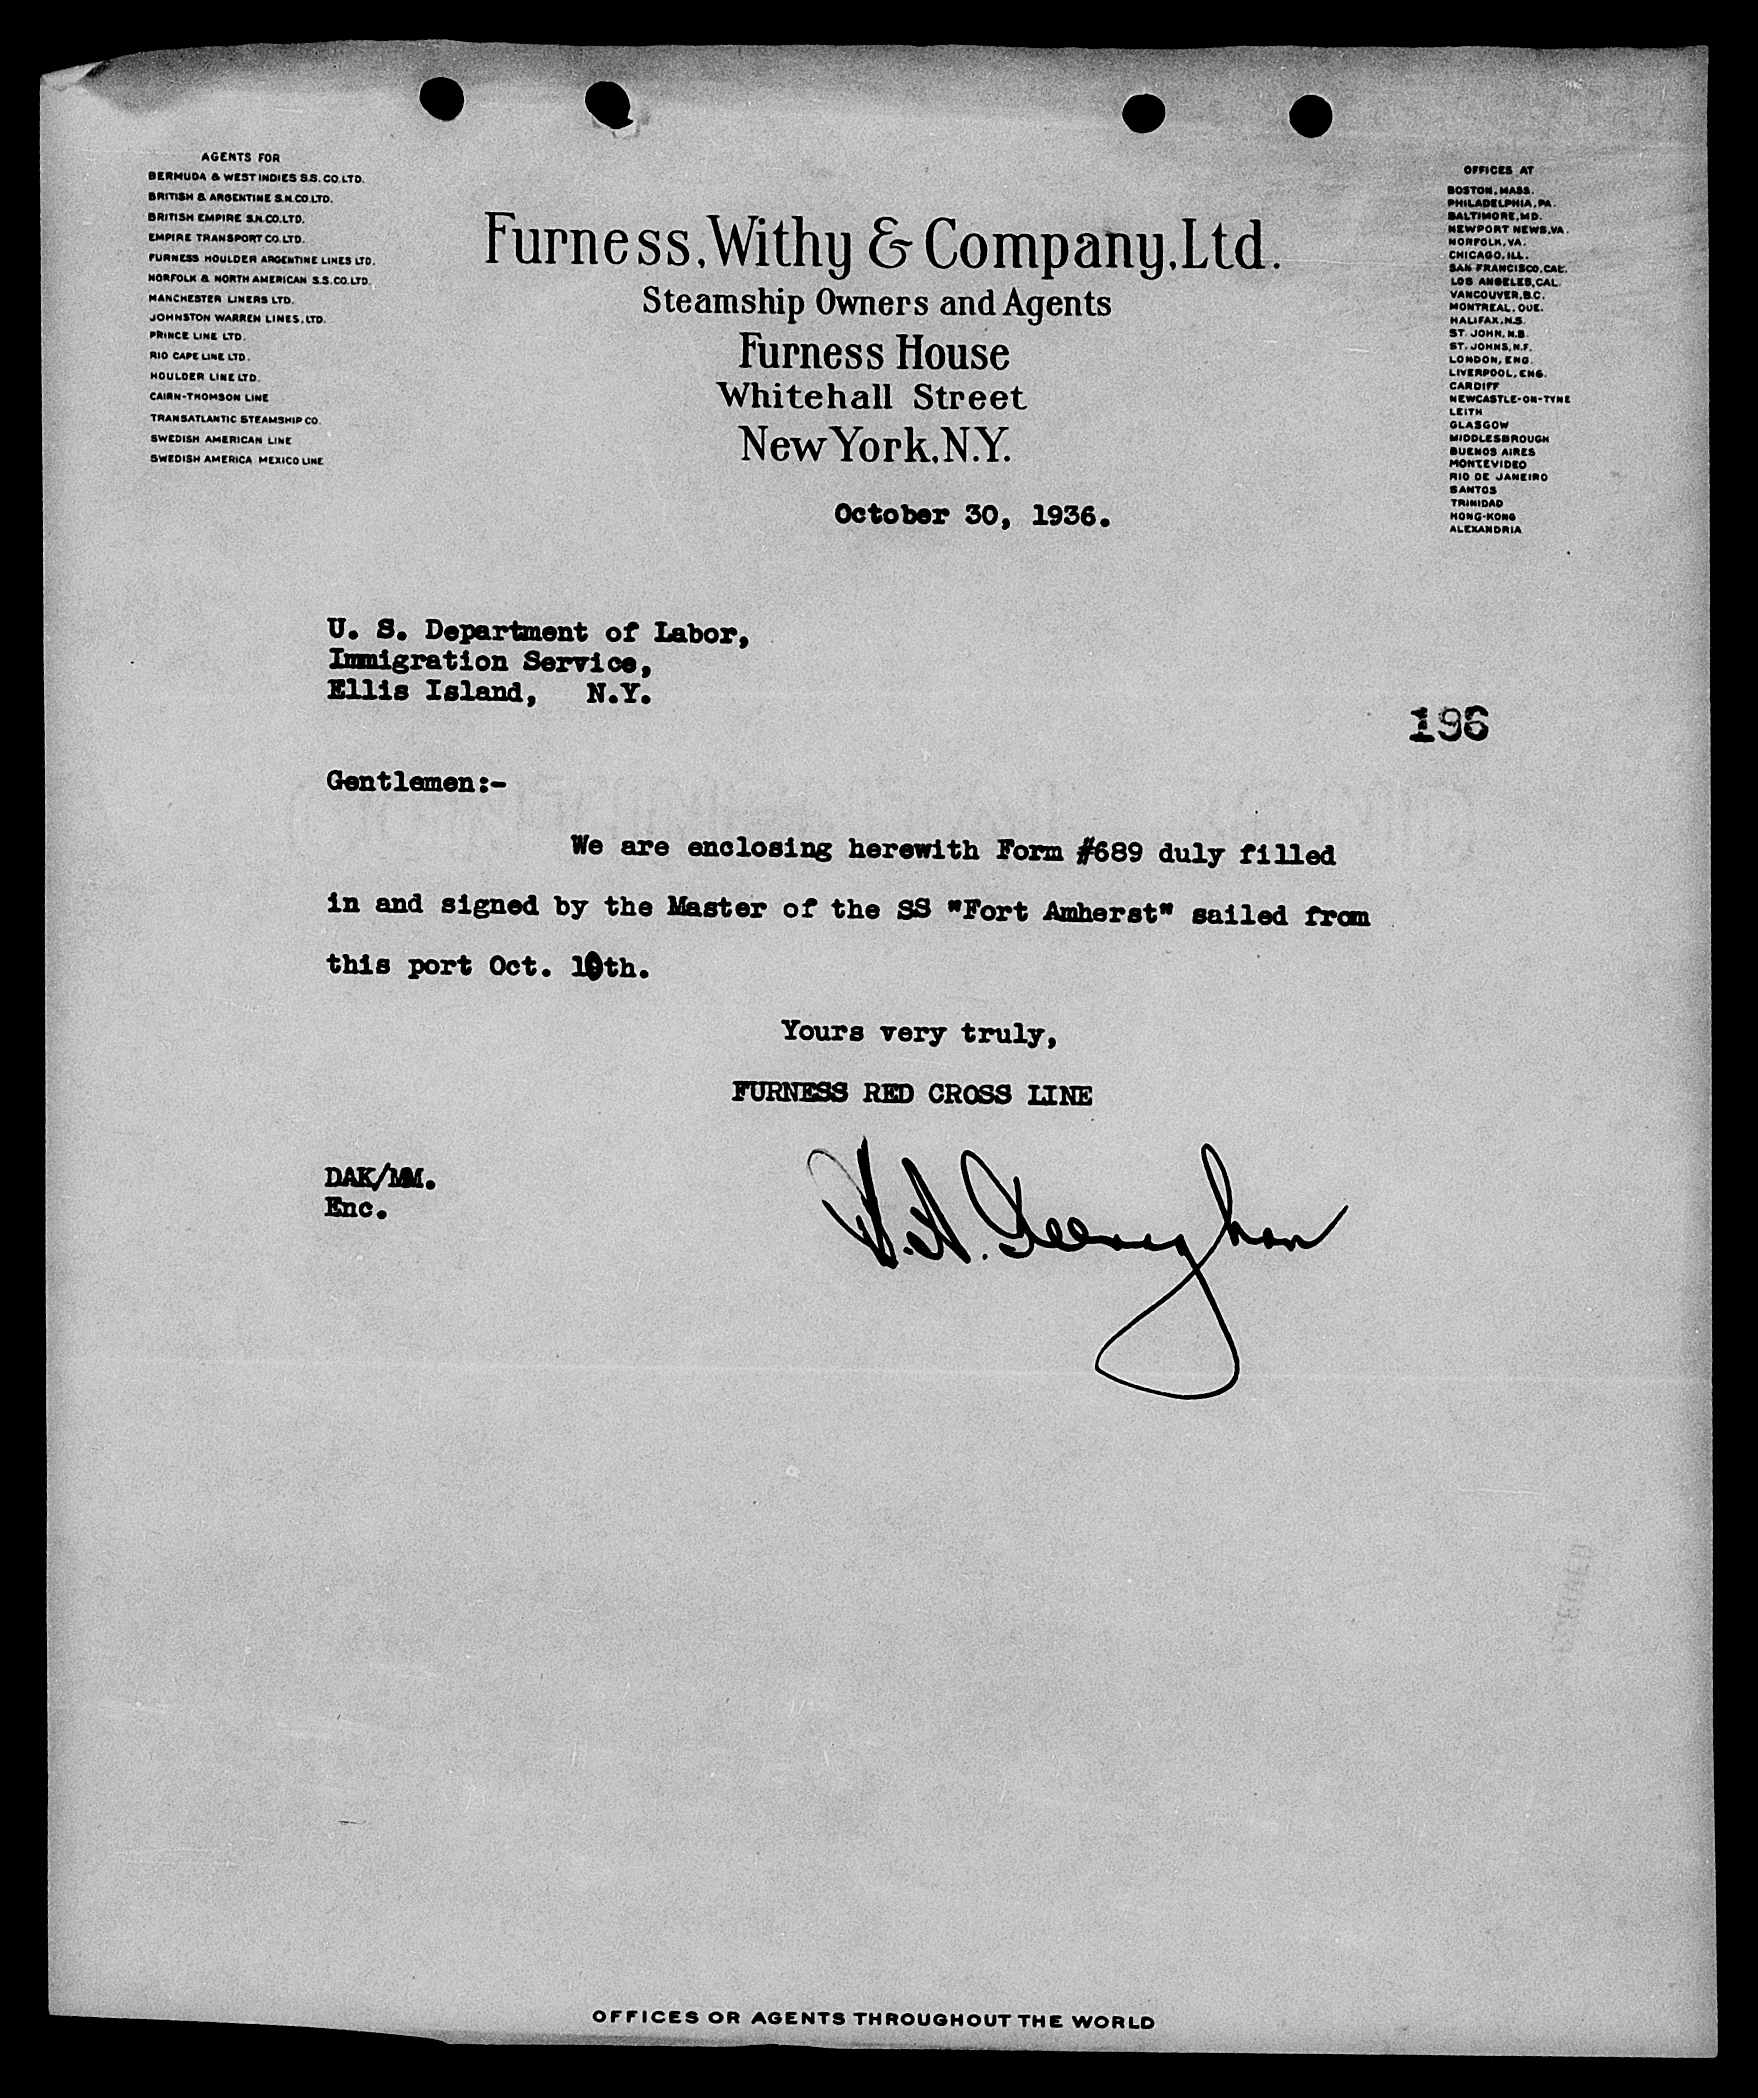 AGENTS FOR
BERMUDA & WEST INDIES S.S. CO. LTD.
BRITISH & ARGENTINE S.N. CO. LTD.
BRITISH EMPIRE S.N. CO. LTD.
EMPIRE TRANSPORT CO. LTD.
FURNESS HOULDER ARGENTINE LINES LTD.
NORFOLK & NORTH AMERICAN S.S. CO. LTD.
MANCHESTER LINERS LTD.
JOHNSTON WARREN LINES, LTD.
PRINCE LINE LTD.
RIO CAPE LINE LTD.
HOULDER LINE LTD.
CAIRN-THOMSON LINE
TRANSATLANTIC STEAMSHIP CO.
SWEDISH AMERICAN LINE
SWEDISH AMERICA MEXICO LINE
Furness, Withy & Company, Ltd.
Steamship Owners and Agents
Furness House
Whitehall Street
New York, N.Y.
OFFICES AT
BOSTON, MASS.
PHILADELPHIA, PA.
BALTIMORE, MD.
NEWPORT NEWS, VA.
NORFOLK, VA.
CHICAGO, ILL.
SAN FRANCISCO, CAL.
LOS ANGELES, CAL.
VANCOUVER, B.C.
MONTREAL, QUE.
HALIFAX, N.S.
ST. JOHN, N.B.
ST. JOHNS, N.F.
LONDON, ENG.
LIVERPOOL, ENG.
CARDIFF
NEWCASTLE-ON-TYNE
LEITH
GLASGOW
MIDDLESBROUGH
BUENOS AIRES
MONTEVIDEO
RIO DE JANEIRO
SANTOS
TRINIDAD
HONG-KONG
ALEXANDRIA
October 30, 1936.
U. S. Department of Labor,
Immigration Service,
Ellis Island, N.Y.
196
Gentlemen:-
We are enclosing herewith Form #689 duly filled
in and signed by the Master of the SS "Fort Amherst" sailed from
this port Oct. 10th.
Yours very truly,
FURNESS RED CROSS LINE
DAK/MM.
Enc.
OFFICES OR AGENTS THROUGHOUT THE WORLD